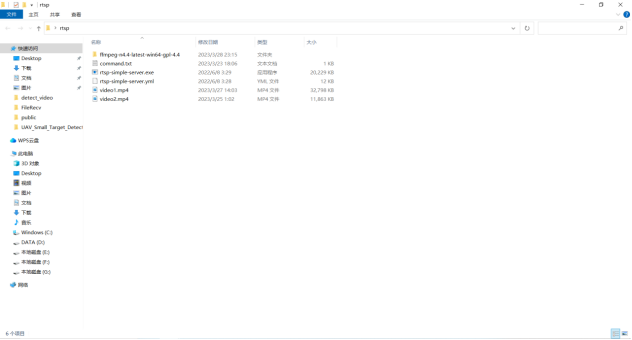 rtsp
文件 主页 共享 查看
rtsp
名称 修改日期 类型 大小
快速访问
Desktop
下载
文档
图片
detect_video
FileRecv
public
UAV_Small_Target_Detect
WPS云盘
此电脑
3D 对象
Desktop
视频
图片
文档
下载
音乐
Windows (C:)
DATA (D:)
本地磁盘 (E:)
本地磁盘 (F:)
本地磁盘 (G:)
网络
ffmpeg-n4.4-latest-win64-gpl-4.4 2023/3/28 23:15 文件夹
command.txt 2023/3/23 18:06 文本文档 1 KB
rtsp-simple-server.exe 2022/6/8 3:29 应用程序 20,229 KB
rtsp-simple-server.yml 2022/6/8 3:28 YML 文件 12 KB
video1.mp4 2023/3/27 14:03 MP4 文件 32,798 KB
video2.mp4 2023/3/25 1:02 MP4 文件 11,863 KB
6 个项目